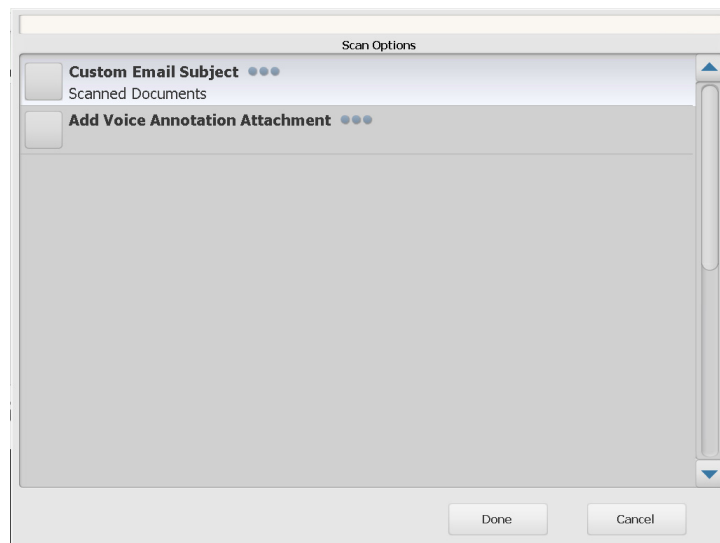 Scan Options
Custom Email Subject
Scanned Documents
Add Voice Annotation Attachment
Done
Cancel